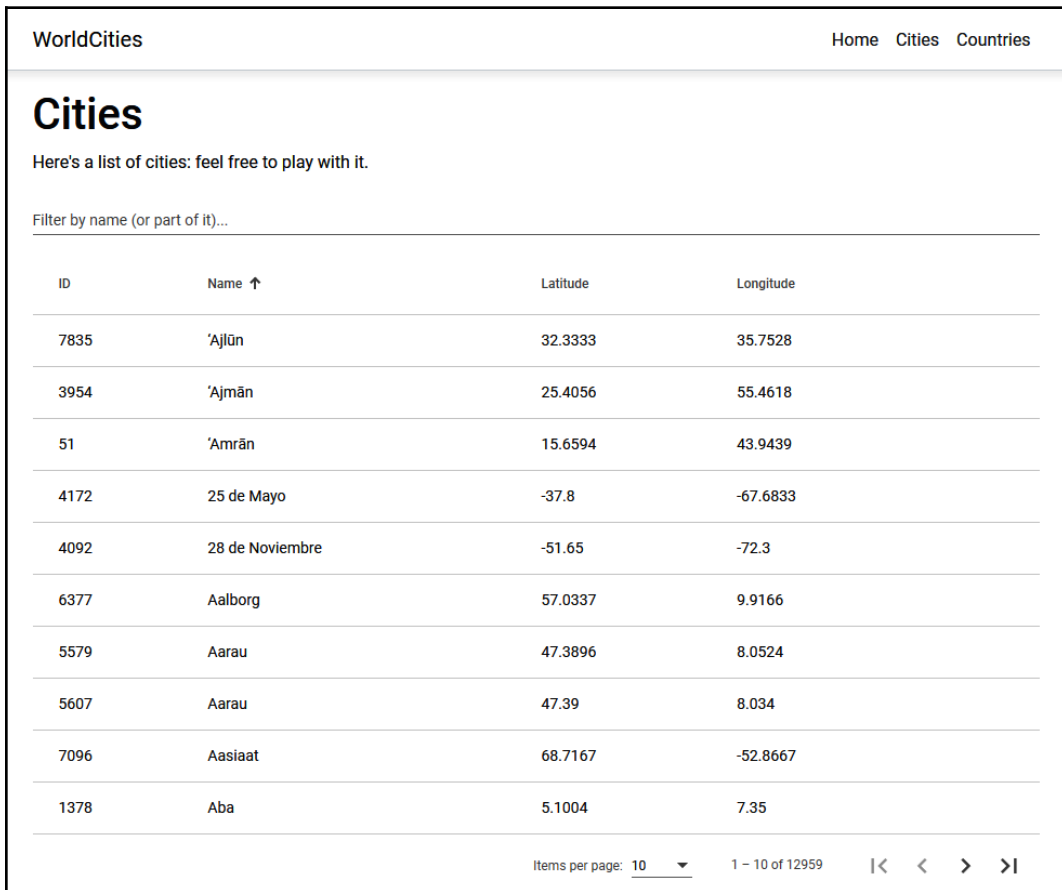 WorldCities Home Cities Countries
Cities
Here's a list of cities: feel free to play with it.
Filter by name (or part of it)...
ID Name Latitude Longitude
7835 ‘Ajlūn 32.3333 35.7528
3954 ‘Ajmān 25.4056 55.4618
51 ‘Amrān 15.6594 43.9439
4172 25 de Mayo -37.8 -67.6833
4092 28 de Noviembre -51.65 -72.3
6377 Aalborg 57.0337 9.9166
5579 Aarau 47.3896 8.0524
5607 Aarau 47.39 8.034
7096 Aasiaat 68.7167 -52.8667
1378 Aba 5.1004 7.35
Items per page: 10 1 – 10 of 12959